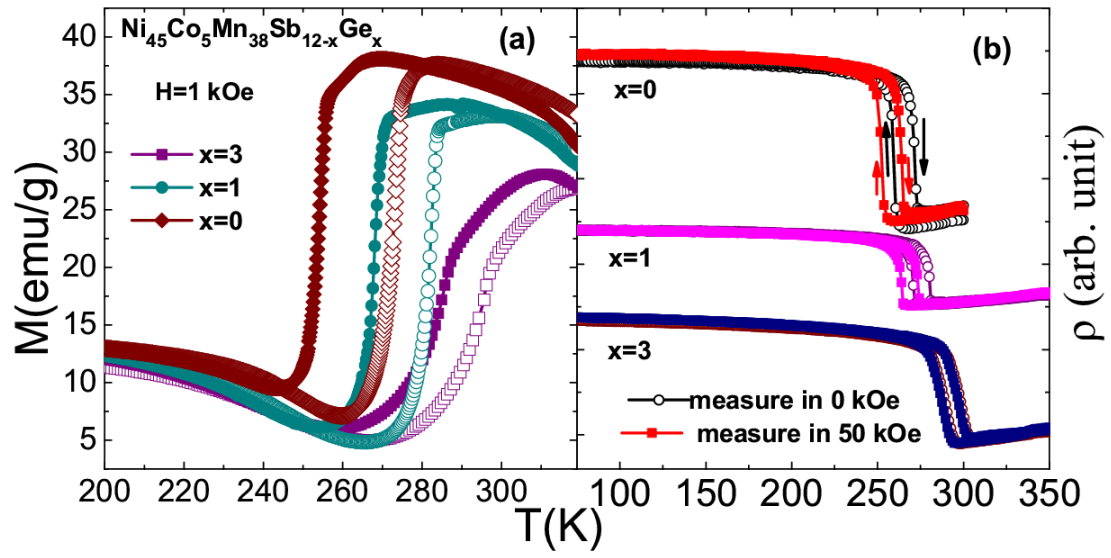 Ni45Co5Mn38Sb12-xGex
(a)
H=1 kOe
x=3
x=1
x=0
M(emu/g)
40
35
30
25
20
15
10
5
200 220 240 260 280 300
(b)
x=0
x=1
x=3
measure in 0 kOe
measure in 50 kOe
ρ (arb. unit)
100 150 200 250 300 350
T(K)